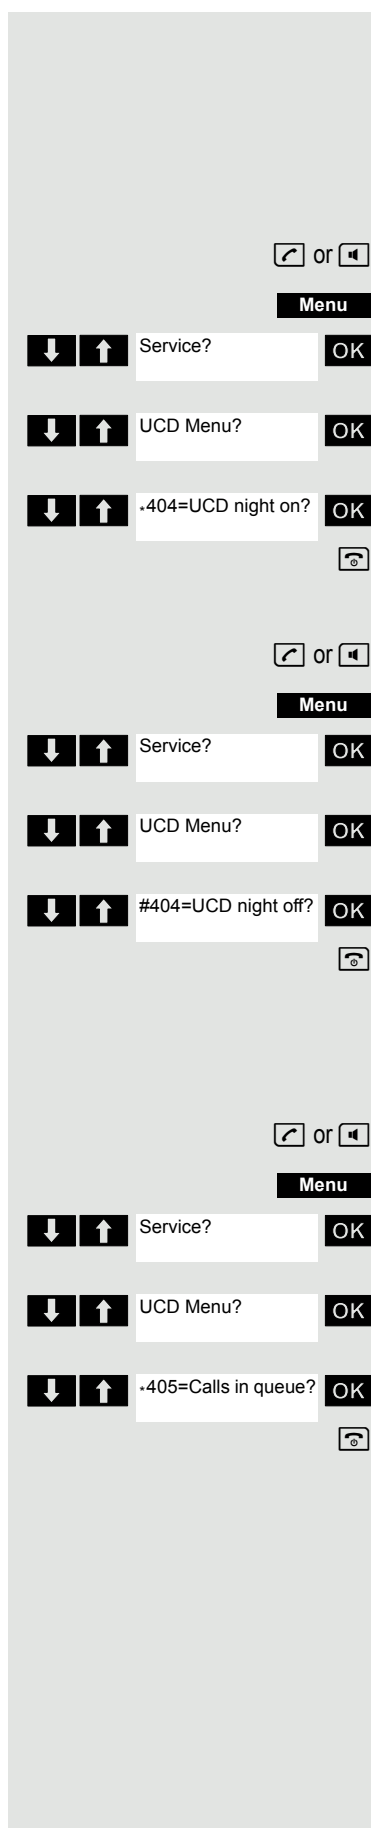 or
Menu
Service? OK
UCD Menu? OK
*404=UCD night on? OK
or
Menu
Service? OK
UCD Menu? OK
#404=UCD night off? OK
or
Menu
Service? OK
UCD Menu? OK
*405=Calls in queue? OK